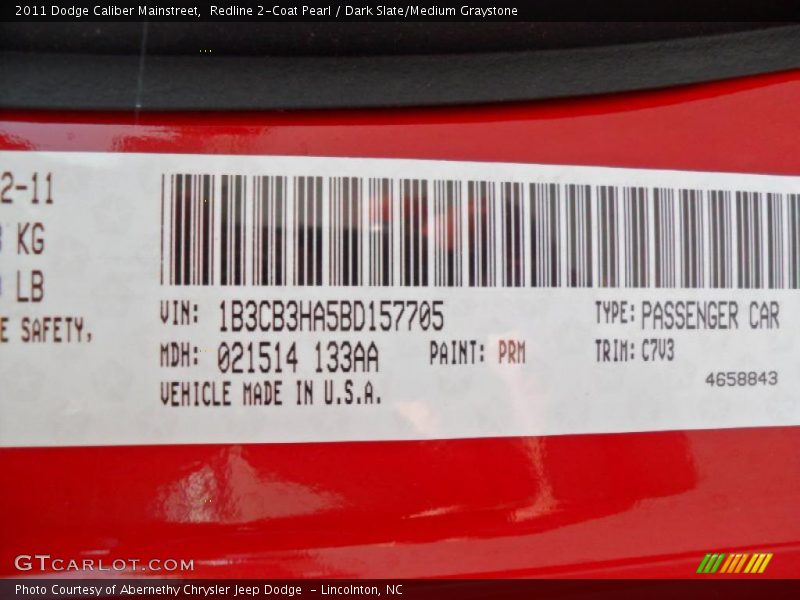 2011 Dodge Caliber Mainstreet, Redline 2-Coat Pearl / Dark Slate/Medium Graystone
2-11
KG
LB
E SAFETY,
VIN: 1B3CB3HA5BD157705 TYPE: PASSENGER CAR
MDH: 021514 133AA PAINT: PRM TRIM: C7V3
VEHICLE MADE IN U.S.A. 4658843
GTCARLOT.COM
Photo Courtesy of Abernethy Chrysler Jeep Dodge - Lincolnton, NC